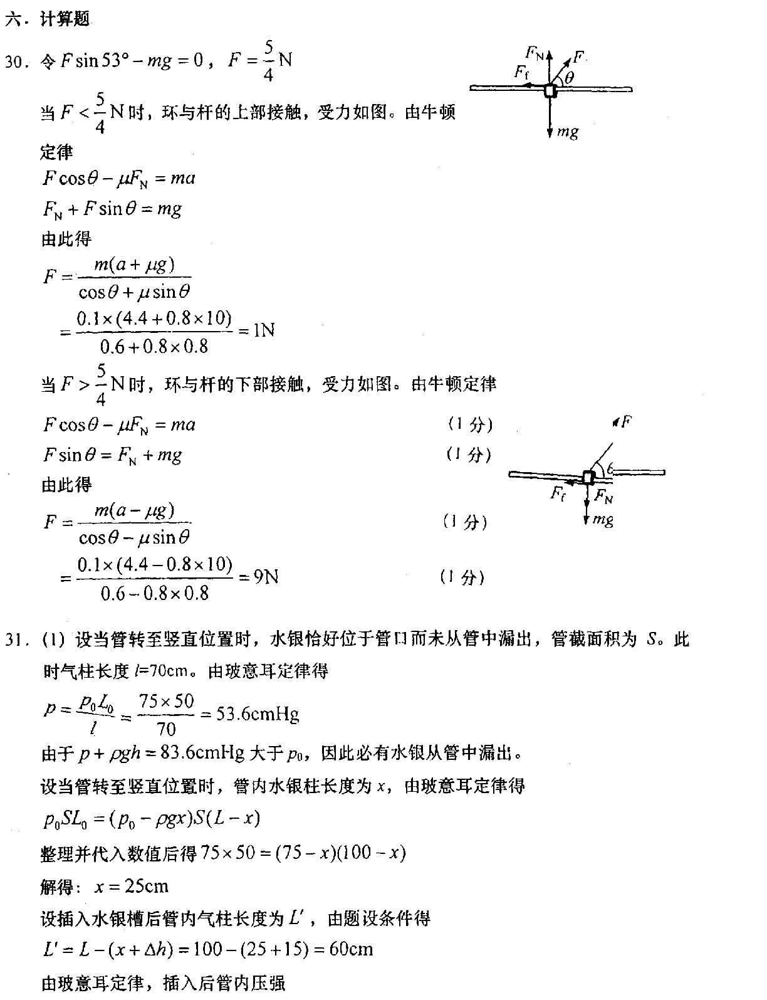 六．计算题
30．令 F sin 53° − mg = 0， F = 5/4 N
F_N F F_f θ mg
当 F < 5/4 N 时，环与杆的上部接触，受力如图。由牛顿
定律
F cosθ − μF_N = ma
F_N + F sinθ = mg
由此得
F = m(a + μg) / (cosθ + μ sinθ)
= 0.1×(4.4 + 0.8×10) / (0.6 + 0.8×0.8) = 1N
当 F > 5/4 N 时，环与杆的下部接触，受力如图。由牛顿定律
F cosθ − μF_N = ma (1 分)
F sinθ = F_N + mg (1 分)
F F_f F_N mg
由此得
F = m(a − μg) / (cosθ − μ sinθ) (1 分)
= 0.1×(4.4 − 0.8×10) / (0.6 − 0.8×0.8) = 9N (1 分)
31．(1) 设当管转至竖直位置时，水银恰好位于管口而未从管中漏出，管截面积为 S。此
时气柱长度 l=70cm。由玻意耳定律得
p = p₀L₀ / l = 75×50 / 70 = 53.6cmHg
由于 p + ρgh = 83.6cmHg 大于 p₀，因此必有水银从管中漏出。
设当管转至竖直位置时，管内水银柱长度为 x，由玻意耳定律得
p₀SL₀ = (p₀ − ρgx)S(L − x)
整理并代入数值后得 75×50 = (75 − x)(100 − x)
解得： x = 25cm
设插入水银槽后管内气柱长度为 L′，由题设条件得
L′ = L − (x + Δh) = 100 − (25 + 15) = 60cm
由玻意耳定律，插入后管内压强